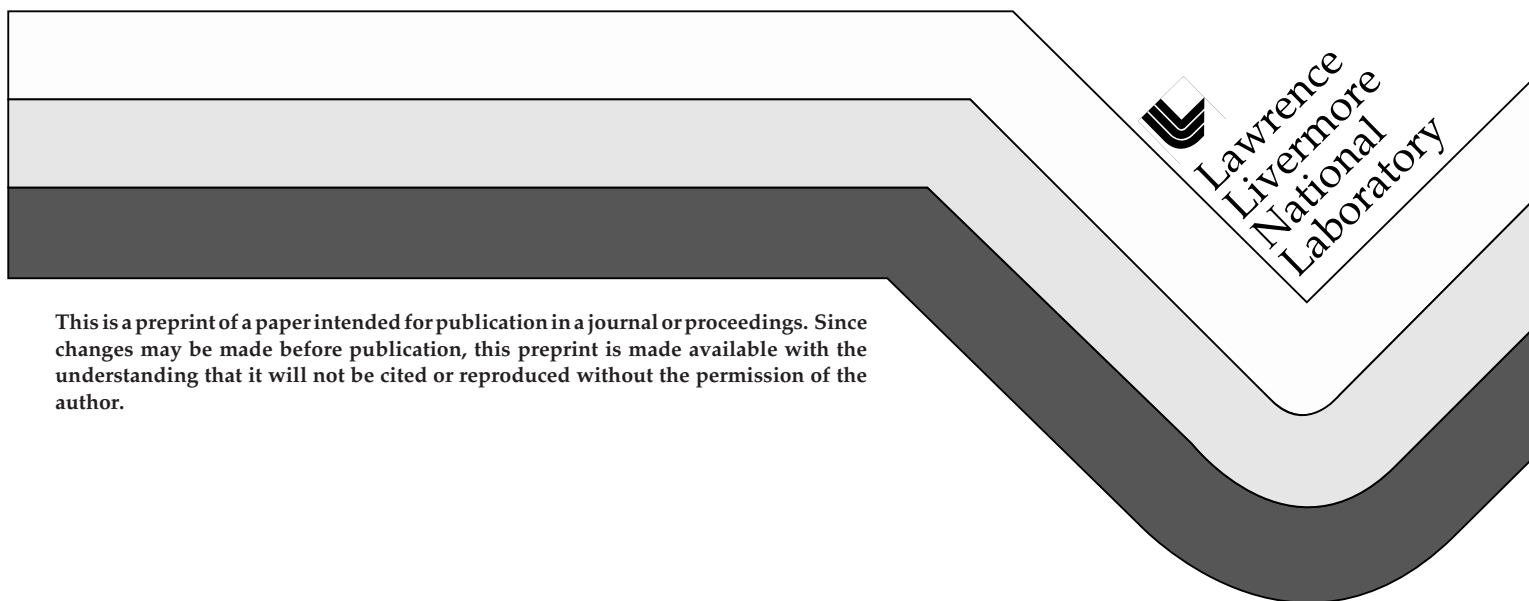 Lawrence
Livermore
National
Laboratory
This is a preprint of a paper intended for publication in a journal or proceedings. Since
changes may be made before publication, this preprint is made available with the
understanding that it will not be cited or reproduced without the permission of the
author.